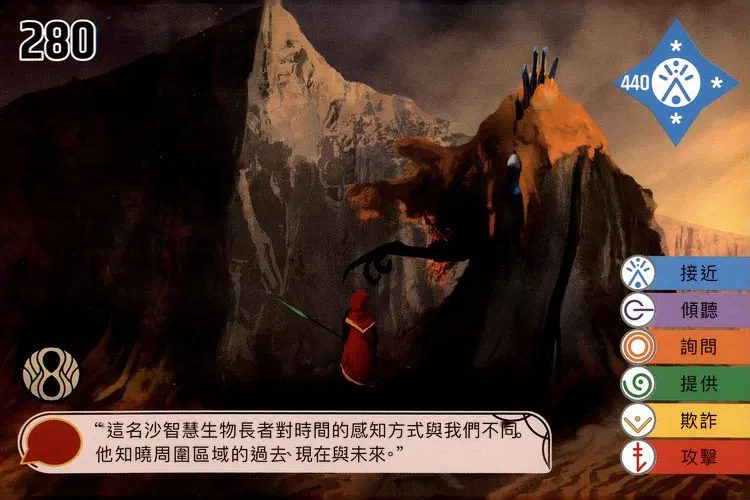 280
440
接近
傾聽
詢問
提供
欺詐
攻擊
“這名沙智慧生物長者對時間的感知方式與我們不同。
他知曉周圍區域的過去、現在與未來。”